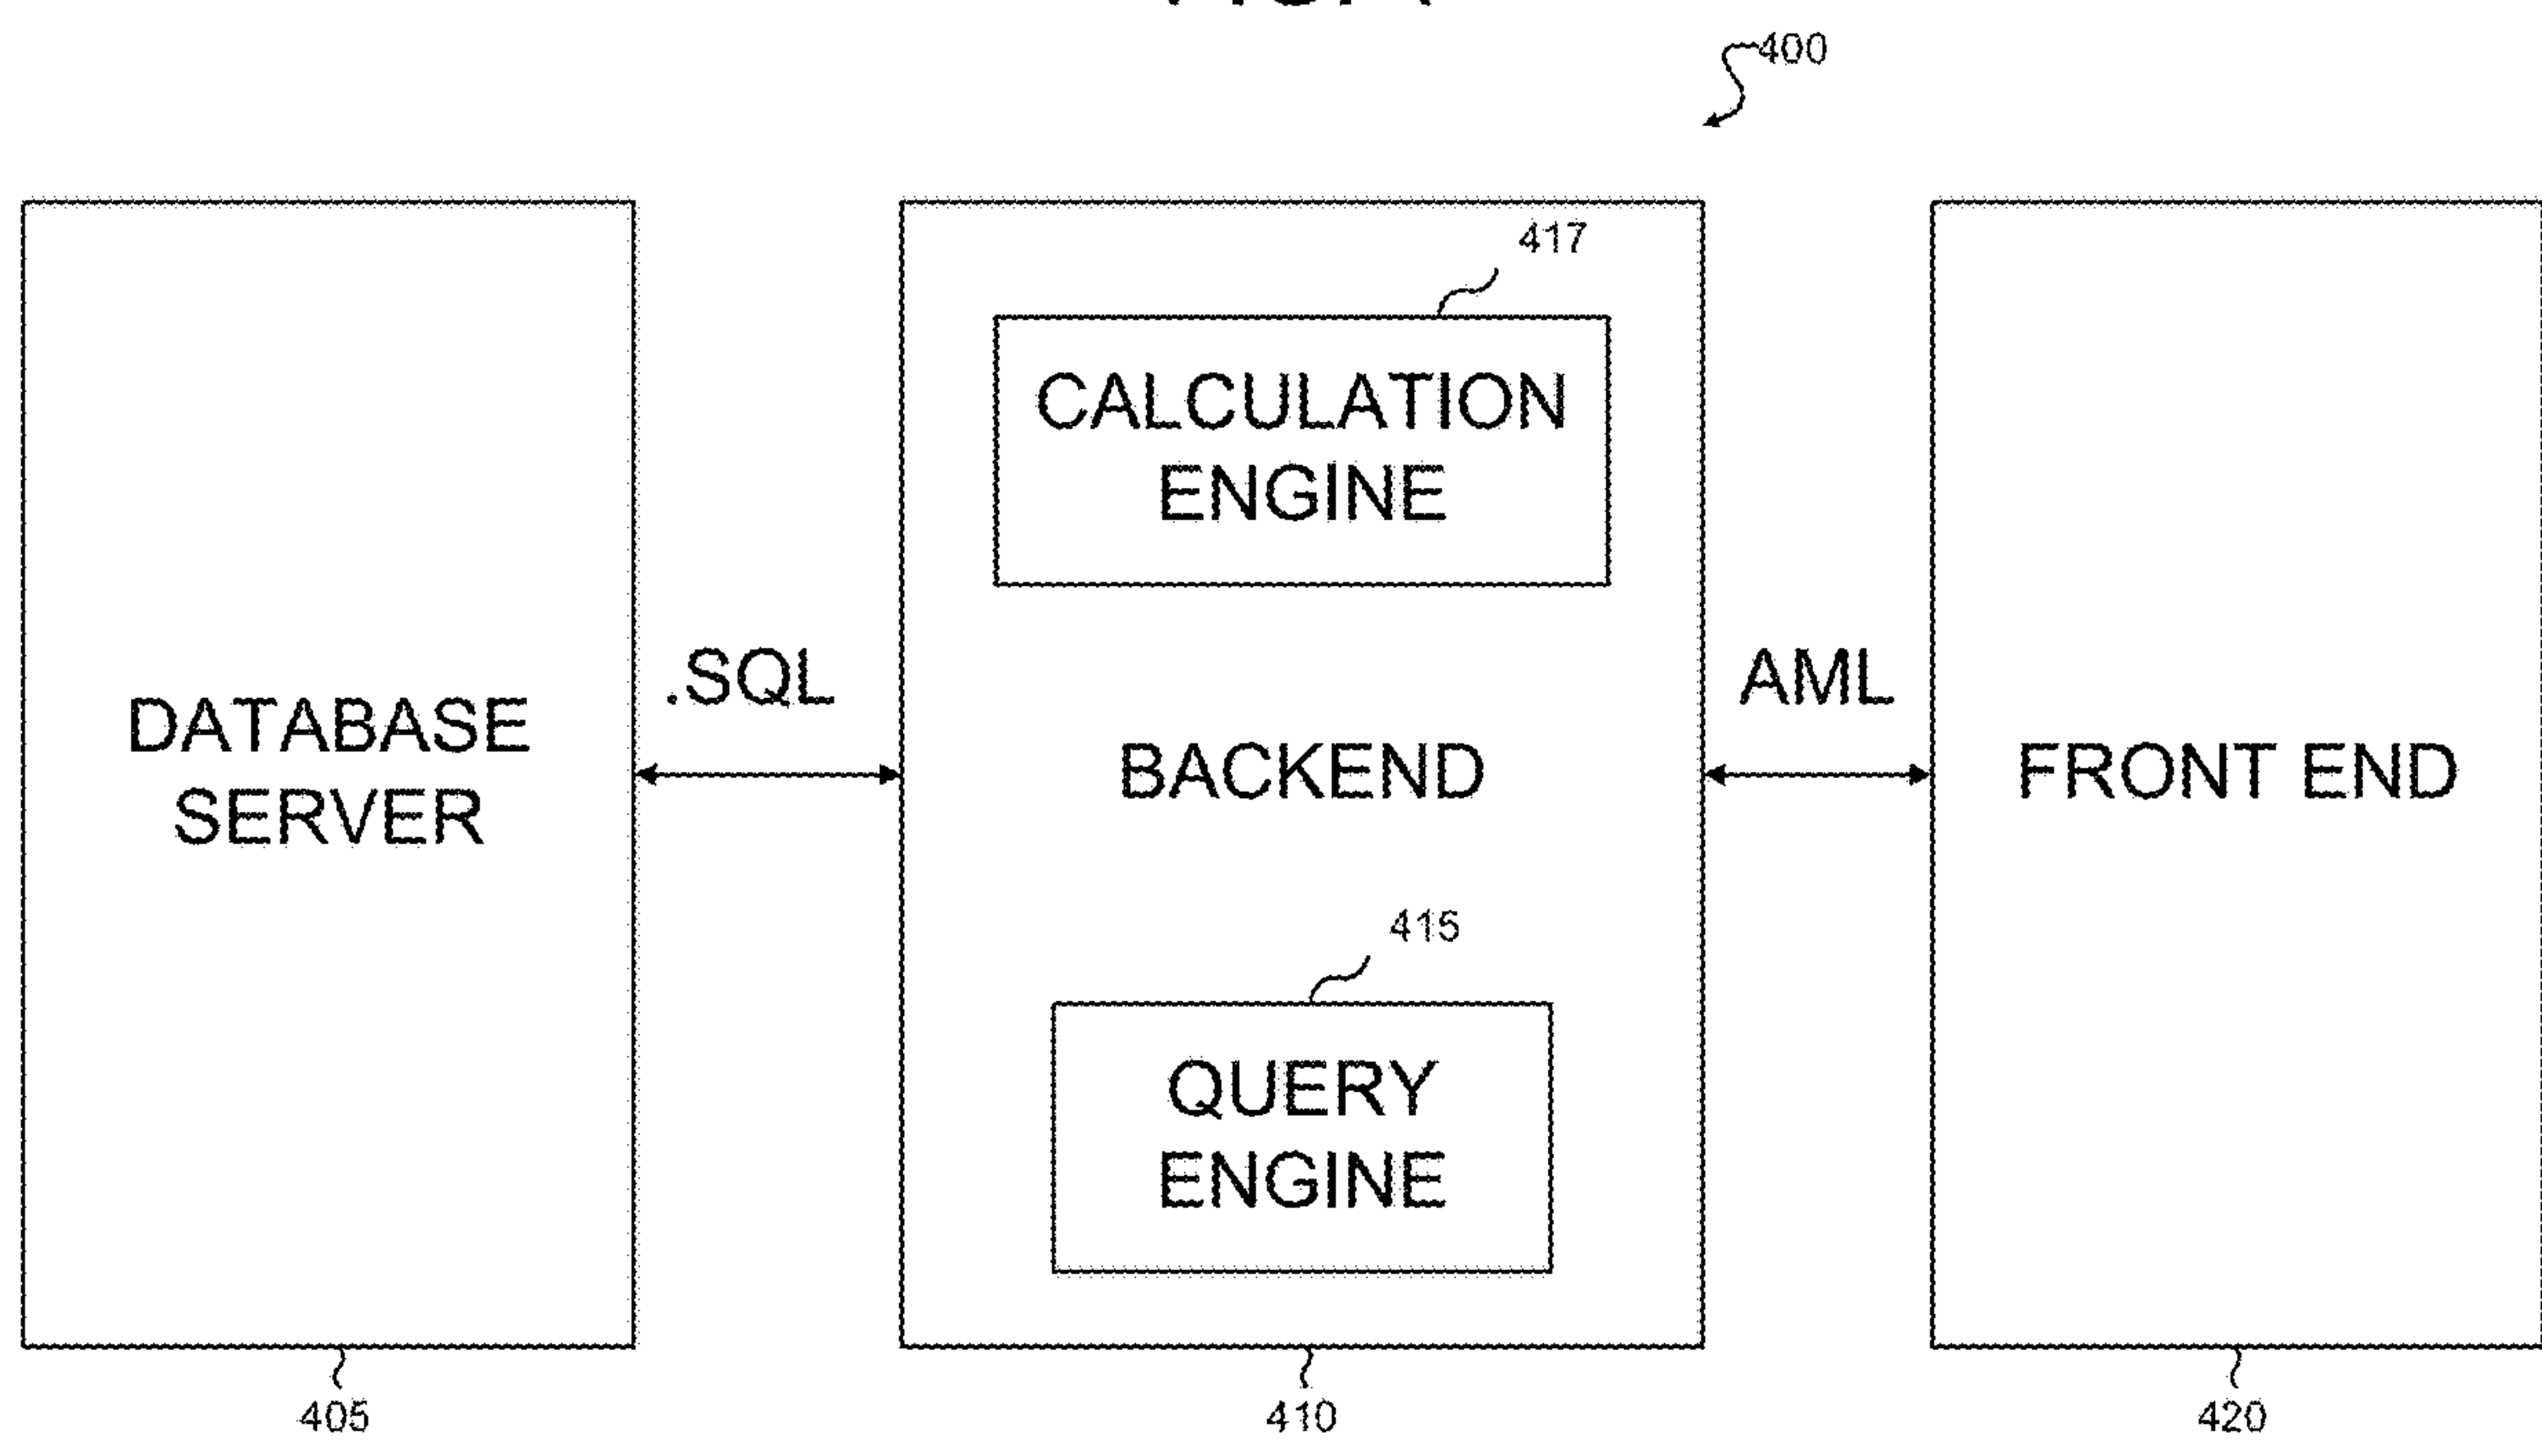 400
417
CALCULATION
ENGINE
.SQL
AML
DATABASE
SERVER
BACKEND
FRONT END
415
QUERY
ENGINE
405
410
420